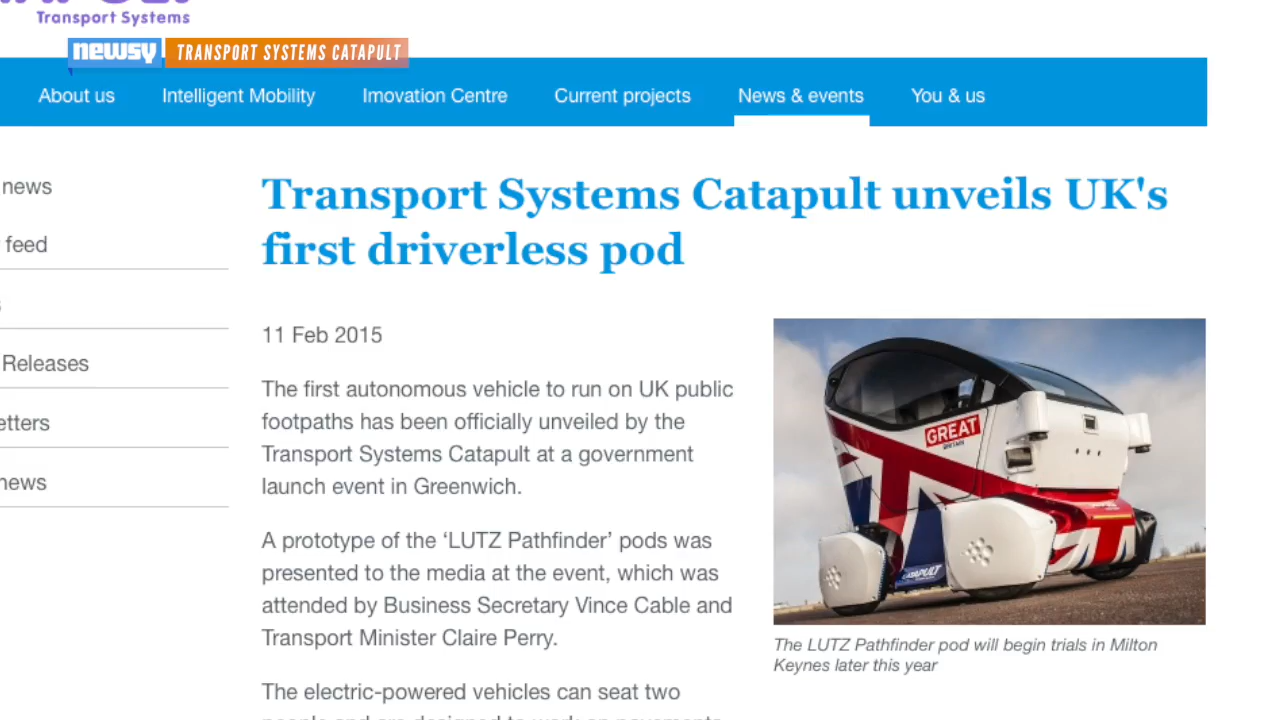 Transport Systems
newsy TRANSPORT SYSTEMS CATAPULT
About us Intelligent Mobility Imovation Centre Current projects News & events You & us
news
feed
Releases
etters
news
Transport Systems Catapult unveils UK's
first driverless pod
11 Feb 2015
The first autonomous vehicle to run on UK public
footpaths has been officially unveiled by the
Transport Systems Catapult at a government
launch event in Greenwich.
A prototype of the ‘LUTZ Pathfinder’ pods was
presented to the media at the event, which was
attended by Business Secretary Vince Cable and
Transport Minister Claire Perry.
The electric-powered vehicles can seat two
GREAT
BRITAIN
CATAPULT
The LUTZ Pathfinder pod will begin trials in Milton
Keynes later this year